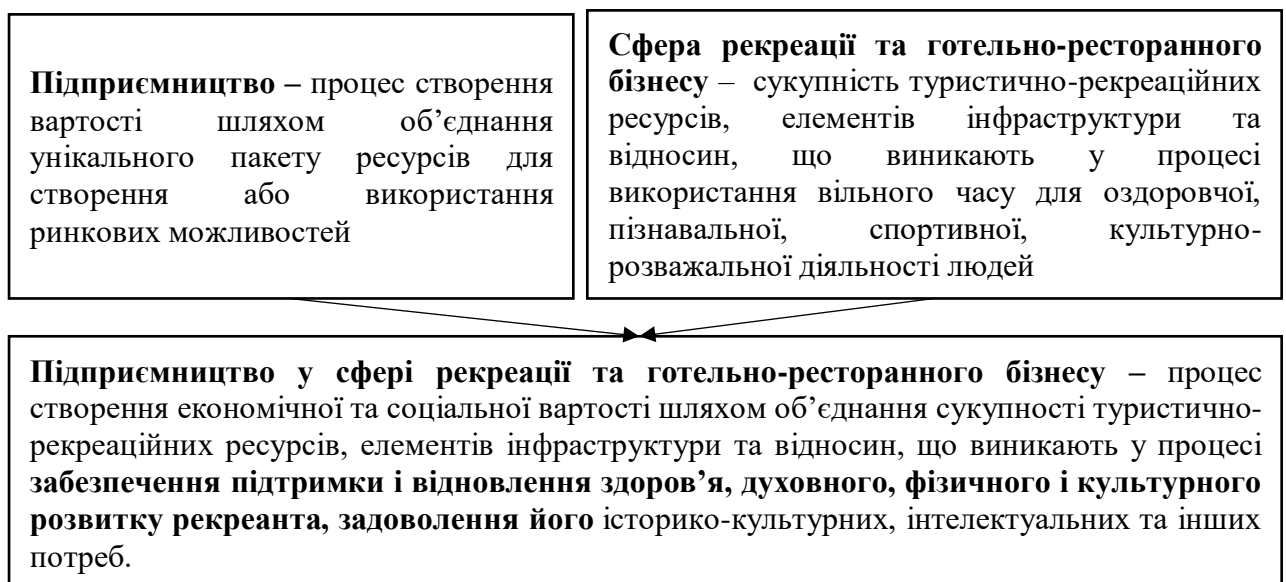 Підприємництво – процес створення
вартості шляхом об’єднання
унікального пакету ресурсів для
створення або використання
ринкових можливостей
Сфера рекреації та готельно-ресторанного
бізнесу – сукупність туристично-рекреаційних
ресурсів, елементів інфраструктури та
відносин, що виникають у процесі
використання вільного часу для оздоровчої,
пізнавальної, спортивної, культурно-
розважальної діяльності людей
Підприємництво у сфері рекреації та готельно-ресторанного бізнесу – процес
створення економічної та соціальної вартості шляхом об’єднання сукупності туристично-
рекреаційних ресурсів, елементів інфраструктури та відносин, що виникають у процесі
забезпечення підтримки і відновлення здоров’я, духовного, фізичного і культурного
розвитку рекреанта, задоволення його історико-культурних, інтелектуальних та інших
потреб.